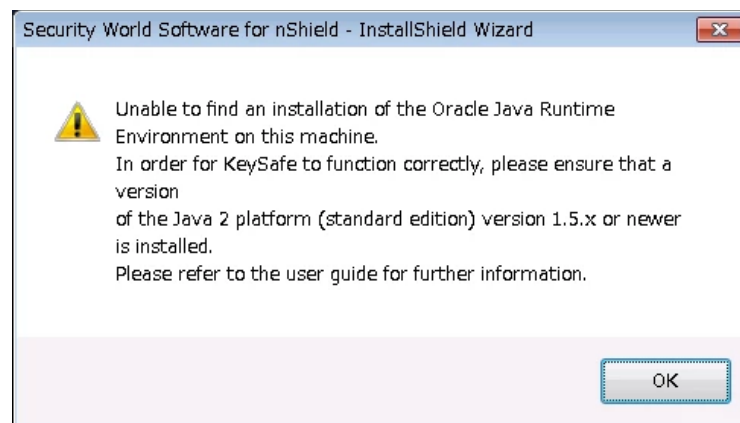 Security World Software for nShield - InstallShield Wizard
Unable to find an installation of the Oracle Java Runtime
Environment on this machine.
In order for KeySafe to function correctly, please ensure that a
version
of the Java 2 platform (standard edition) version 1.5.x or newer
is installed.
Please refer to the user guide for further information.
OK